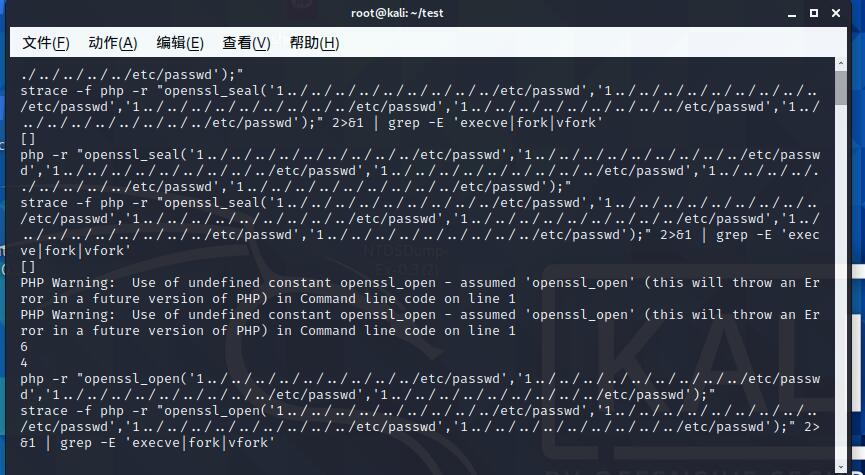 root@kali: ~/test
文件(F) 动作(A) 编辑(E) 查看(V) 帮助(H)
./../../../../etc/passwd');"
strace -f php -r "openssl_seal('1../../../../../../../../../etc/passwd','1../../../../../../../../..
/etc/passwd','1../../../../../../../../../etc/passwd','1../../../../../../../../../etc/passwd','1../
../../../../../../../../etc/passwd');" 2>&1 | grep -E 'execve|fork|vfork'
[]
php -r "openssl_seal('1../../../../../../../../../etc/passwd','1../../../../../../../../../etc/passw
d','1../../../../../../../../../etc/passwd','1../../../../../../../../../etc/passwd','1../../../../.
./../../../../etc/passwd','1../../../../../../../../../etc/passwd');"
strace -f php -r "openssl_seal('1../../../../../../../../../etc/passwd','1../../../../../../../../..
/etc/passwd','1../../../../../../../../../etc/passwd','1../../../../../../../../../etc/passwd','1../
../../../../../../../../etc/passwd','1../../../../../../../../../etc/passwd');" 2>&1 | grep -E 'exec
ve|fork|vfork'
[]
PHP Warning:  Use of undefined constant openssl_open - assumed 'openssl_open' (this will throw an Er
ror in a future version of PHP) in Command line code on line 1
PHP Warning:  Use of undefined constant openssl_open - assumed 'openssl_open' (this will throw an Er
ror in a future version of PHP) in Command line code on line 1
6
4
php -r "openssl_open('1../../../../../../../../../etc/passwd','1../../../../../../../../../etc/passw
d','1../../../../../../../../../etc/passwd','1../../../../../../../../../etc/passwd');"
strace -f php -r "openssl_open('1../../../../../../../../../etc/passwd','1../../../../../../../../..
/etc/passwd','1../../../../../../../../../etc/passwd','1../../../../../../../../../etc/passwd');" 2>
&1 | grep -E 'execve|fork|vfork'